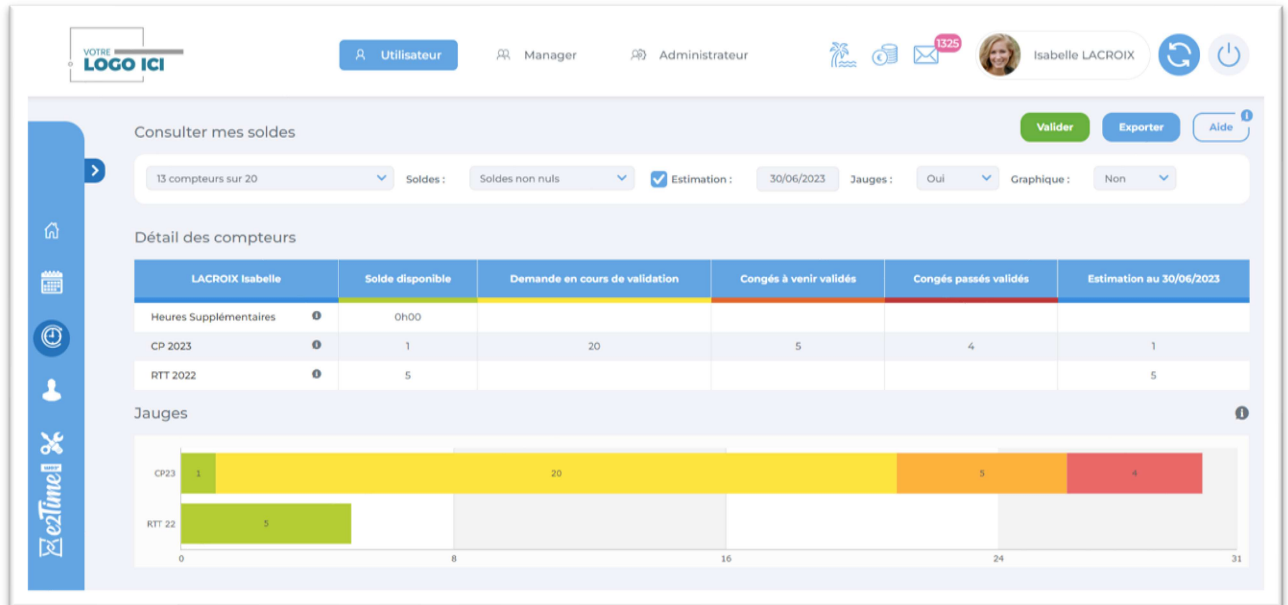 VOTRE
LOGO ICI
Utilisateur
Manager
Administrateur
1325
Isabelle LACROIX
Consulter mes soldes
Valider
Exporter
Aide
13 compteurs sur 20
Soldes :
Soldes non nuls
Estimation :
30/06/2023
Jauges :
Oui
Graphique :
Non
Détail des compteurs
LACROIX Isabelle
Solde disponible
Demande en cours de validation
Congés à venir validés
Congés passés validés
Estimation au 30/06/2023
Heures Supplémentaires
0h00
CP 2023
1
20
5
4
1
RTT 2022
5
5
Jauges
CP23
1
20
5
4
RTT 22
5
0
8
16
24
31
e2Time